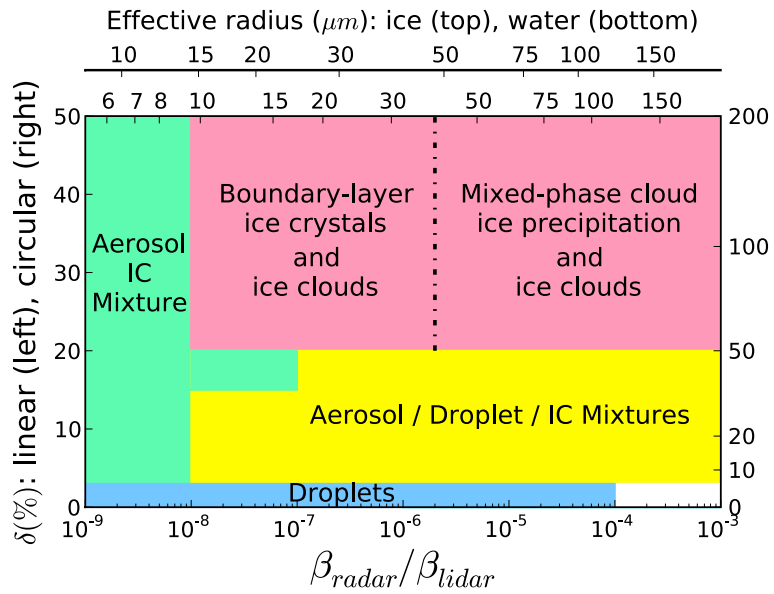 Effective radius (μm): ice (top), water (bottom)
10 15 20 30 50 75 100 150
6 7 8 10 15 20 30 40 50 75 100 150
δ(%): linear (left), circular (right)
50
40
30
20
10
0
200
100
50
20
10
0
Aerosol
IC
Mixture
Boundary-layer
ice crystals
and
ice clouds
Mixed-phase cloud
ice precipitation
and
ice clouds
Aerosol / Droplet / IC Mixtures
Droplets
10⁻⁹ 10⁻⁸ 10⁻⁷ 10⁻⁶ 10⁻⁵ 10⁻⁴ 10⁻³
β_radar/β_lidar